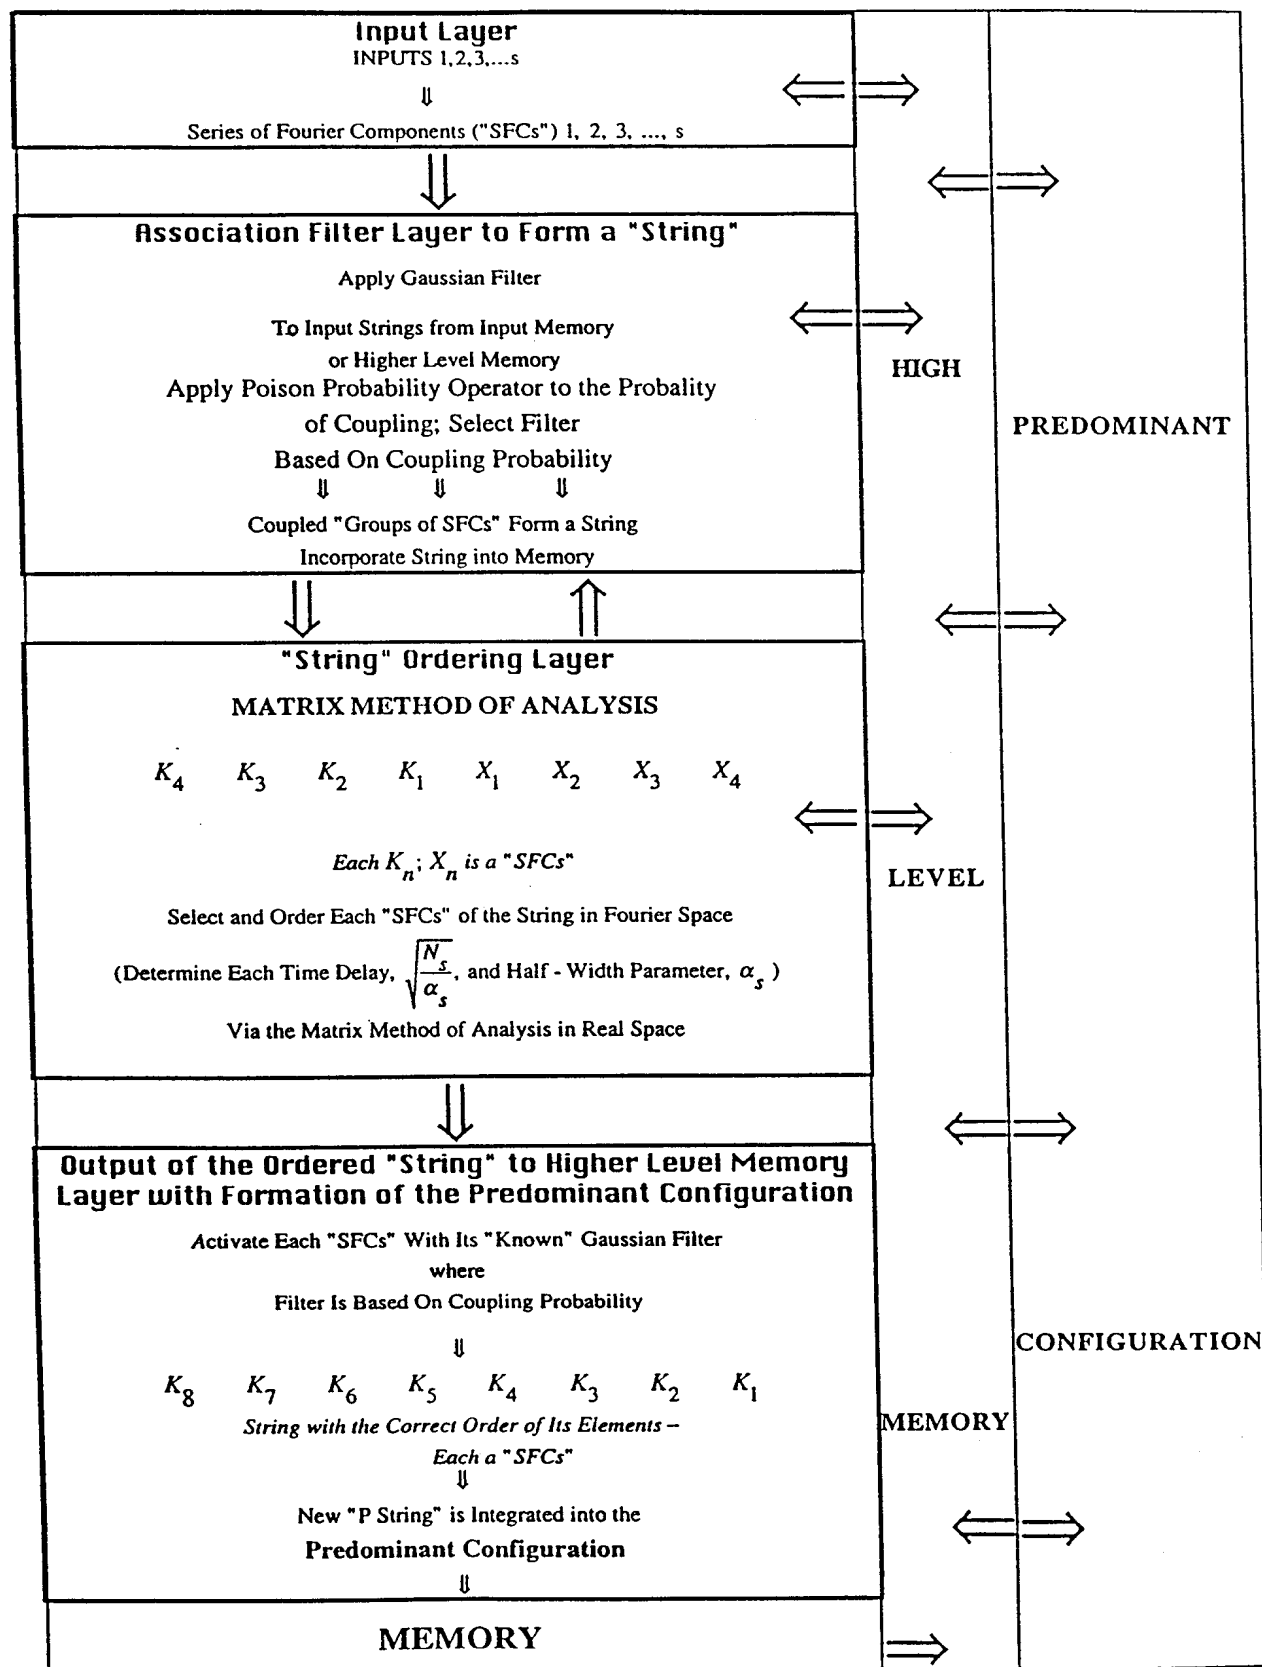 Input Layer
INPUTS 1,2,3,...s
⇓
Series of Fourier Components ("SFCs") 1, 2, 3, ..., s
Association Filter Layer to Form a "String"
Apply Gaussian Filter
To Input Strings from Input Memory
or Higher Level Memory
Apply Poison Probability Operator to the Probality
of Coupling; Select Filter
Based On Coupling Probability
⇓ ⇓ ⇓
Coupled "Groups of SFCs" Form a String
Incorporate String into Memory
"String" Ordering Layer
MATRIX METHOD OF ANALYSIS
K₄ K₃ K₂ K₁ X₁ X₂ X₃ X₄
Each Kₙ; Xₙ is a "SFCs"
Select and Order Each "SFCs" of the String in Fourier Space
(Determine Each Time Delay, √(Nₛ/αₛ), and Half - Width Parameter, αₛ )
Via the Matrix Method of Analysis in Real Space
Output of the Ordered "String" to Higher Level Memory
Layer with Formation of the Predominant Configuration
Activate Each "SFCs" With Its "Known" Gaussian Filter
where
Filter Is Based On Coupling Probability
⇓
K₈ K₇ K₆ K₅ K₄ K₃ K₂ K₁
String with the Correct Order of Its Elements –
Each a "SFCs"
⇓
New "P String" is Integrated into the
Predominant Configuration
⇓
MEMORY
HIGH
LEVEL
MEMORY
PREDOMINANT
CONFIGURATION